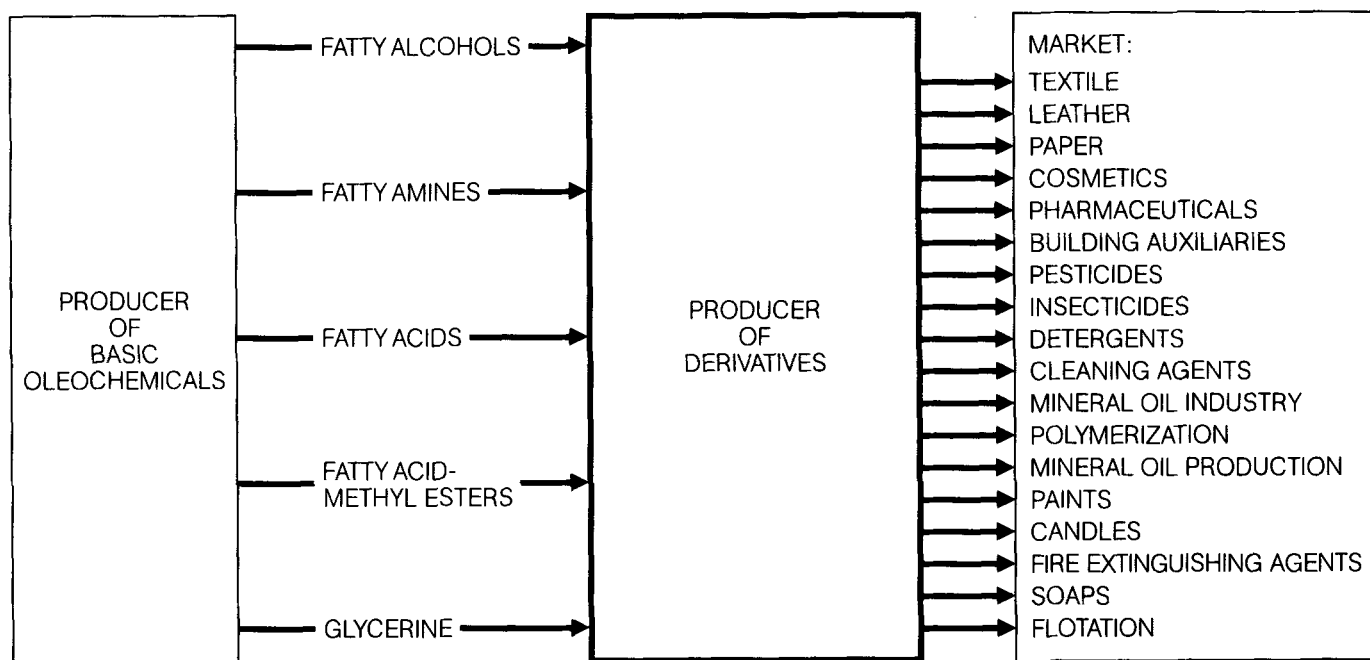 PRODUCER
OF
BASIC
OLEOCHEMICALS
FATTY ALCOHOLS
FATTY AMINES
FATTY ACIDS
FATTY ACID-
METHYL ESTERS
GLYCERINE
PRODUCER
OF
DERIVATIVES
MARKET:
TEXTILE
LEATHER
PAPER
COSMETICS
PHARMACEUTICALS
BUILDING AUXILIARIES
PESTICIDES
INSECTICIDES
DETERGENTS
CLEANING AGENTS
MINERAL OIL INDUSTRY
POLYMERIZATION
MINERAL OIL PRODUCTION
PAINTS
CANDLES
FIRE EXTINGUISHING AGENTS
SOAPS
FLOTATION